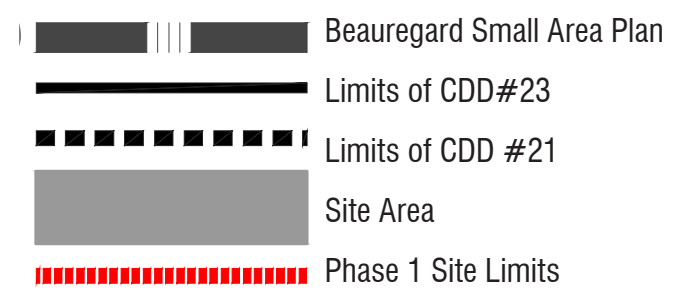 Beauregard Small Area Plan
Limits of CDD#23
Limits of CDD #21
Site Area
Phase 1 Site Limits